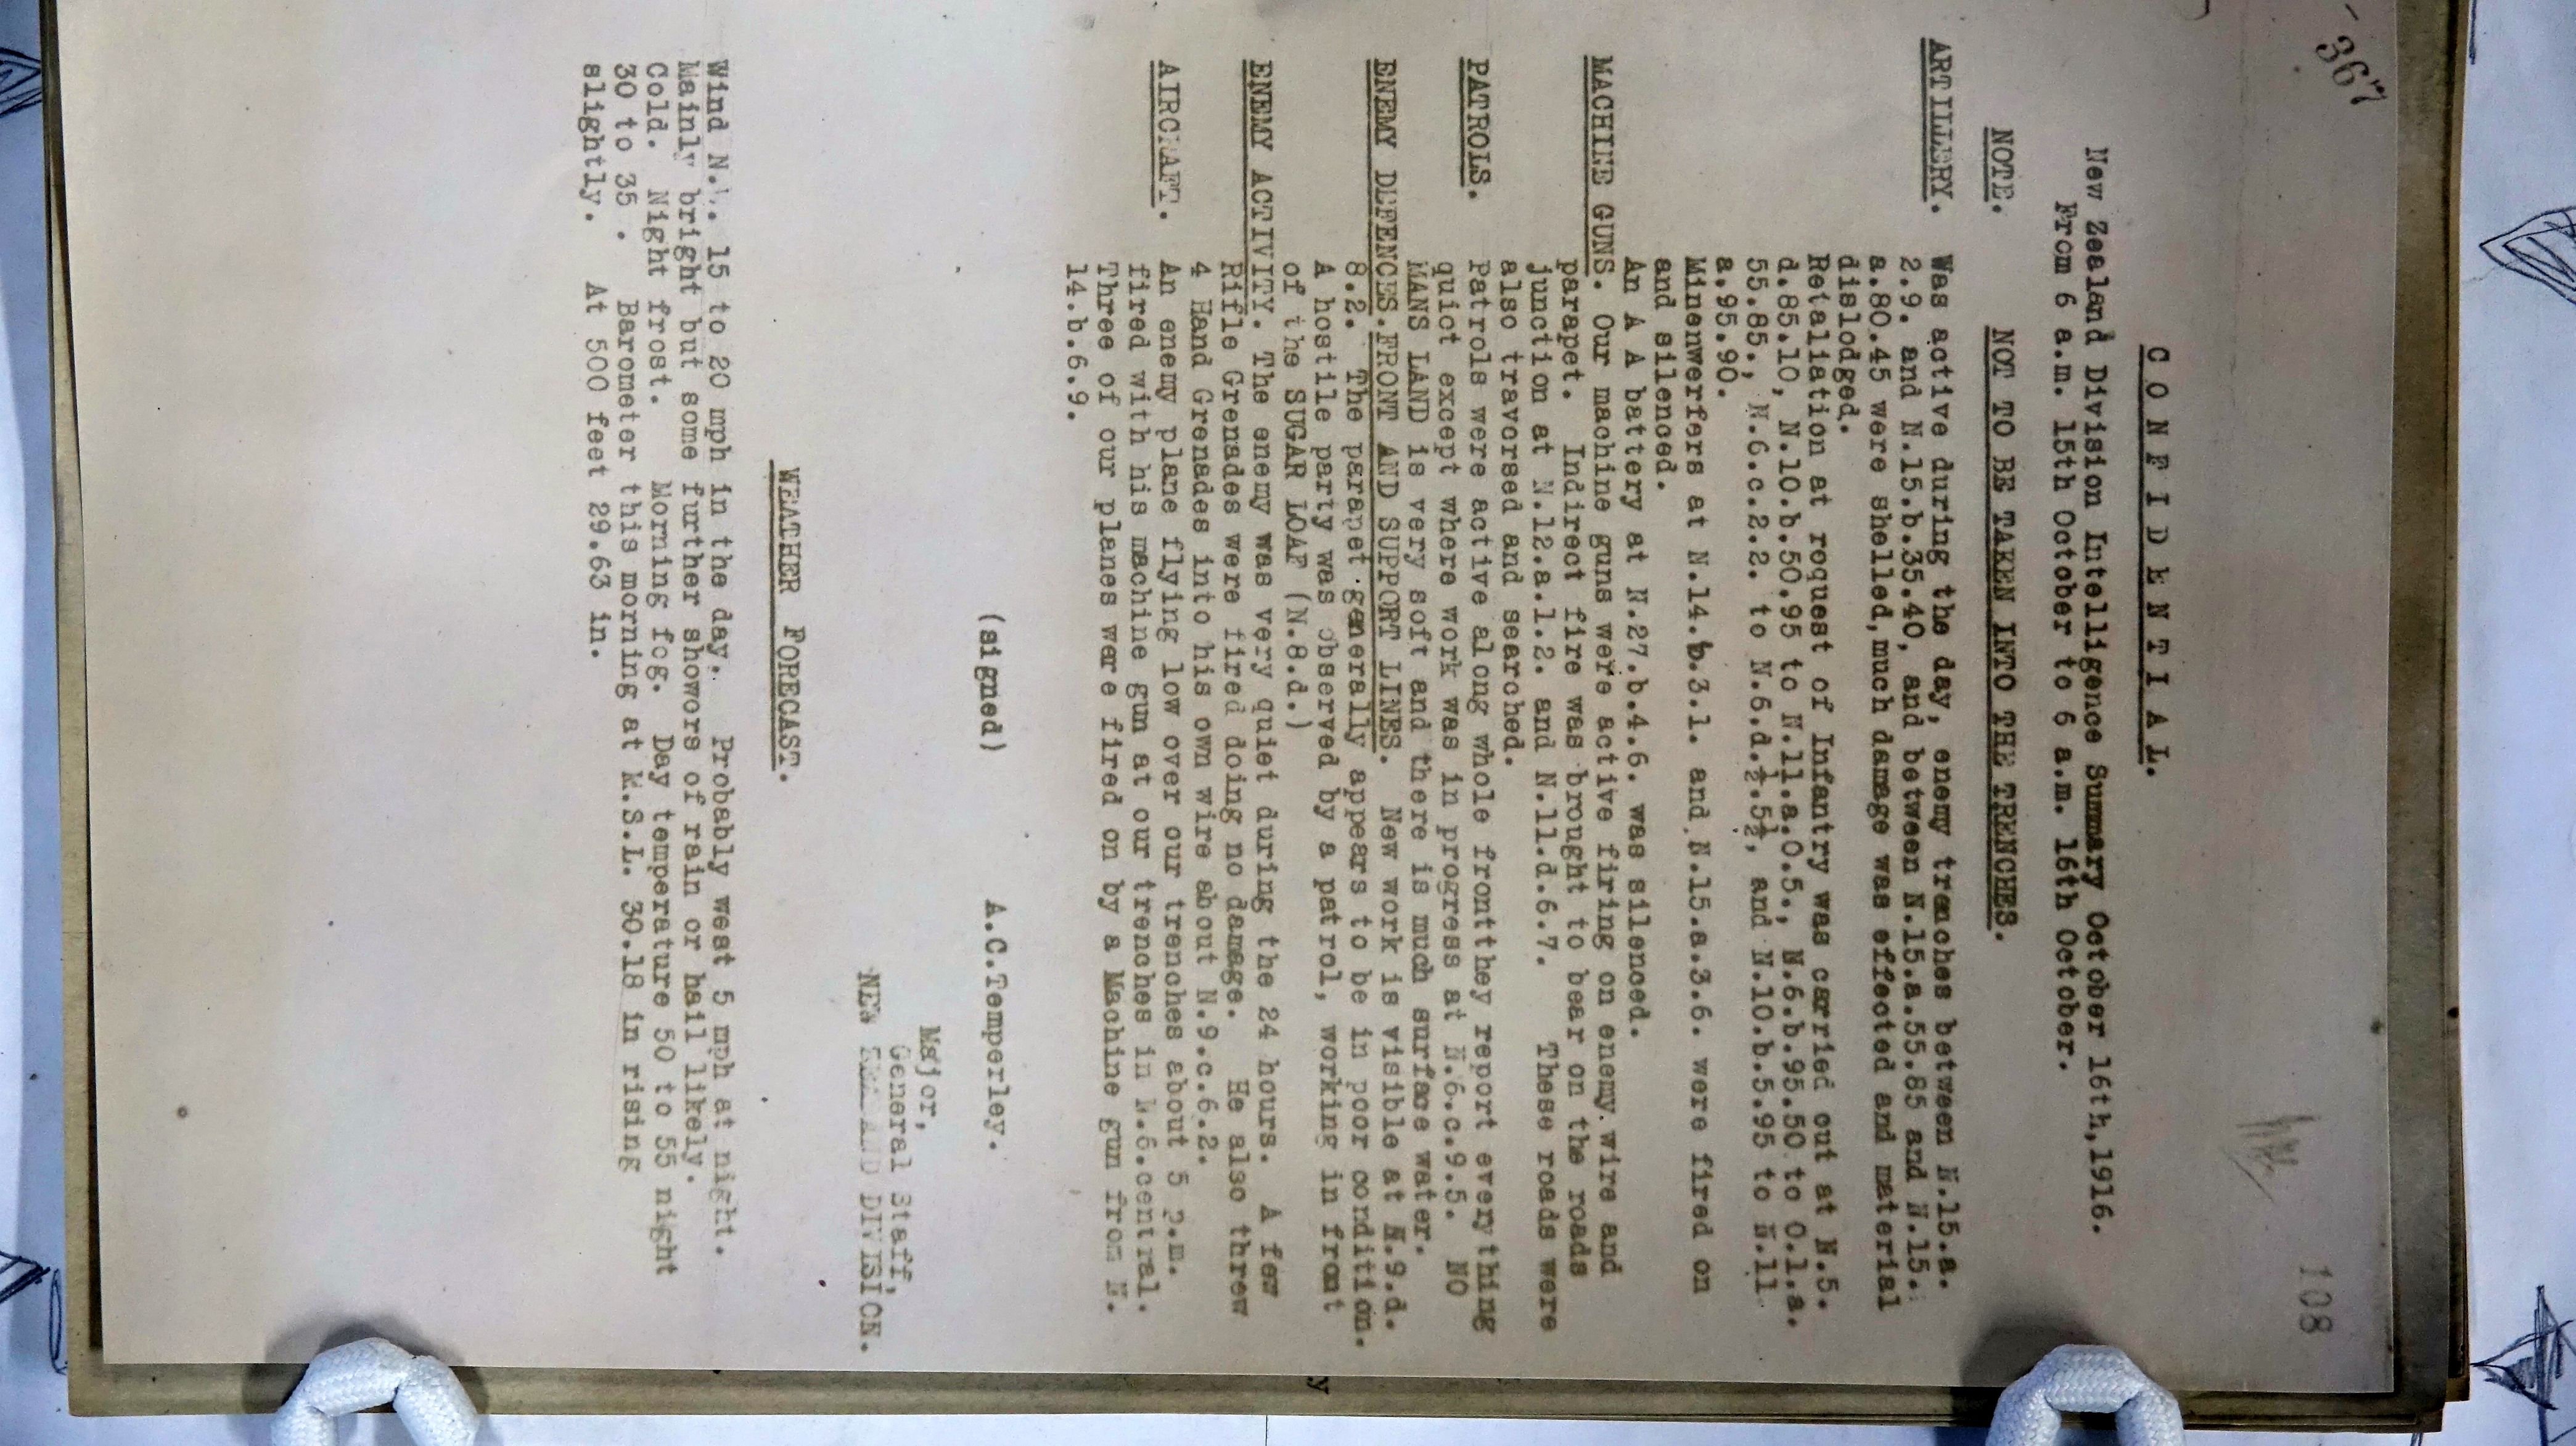 - 367
108
C O N F I D E N T I A L.
New Zealand Division Intelligence Summary October 16th,1916.
From 6 a.m. 15th October to 6 a.m. 16th October.
NOTE. NOT TO BE TAKEN INTO THE TRENCHES.
ARTILLERY. Was active during the day, enemy trenches between N.15.a.
2.9. and N.15.b.35.40, and between N.15.a.55.85 and N.15.
a.80.45 were shelled, much damage was effected and material
dislodged.
Retaliation at request of Infantry was carried out at N.5.
d.85.10, N.10.b.50.95 to N.11.a.0.5., N.6.b.95.50 to O.1.a.
55.85., N.6.c.2.2. to N.6.d.½.5½, and N.10.b.5.95 to N.11
a.95.90.
Minenwerfers at N.14.b.3.1. and N.15.a.3.6. were fired on
and silenced.
An A A battery at N.27.b.4.6. was silenced.
MACHINE GUNS. Our machine guns were active firing on enemy wire and
parapet. Indirect fire was brought to bear on the roads
junction at N.12.a.1.2. and N.11.d.6.7. These roads were
also traversed and searched.
PATROLS. Patrols were active along whole front they report everything
quiet except where work was in progress at N.6.c.9.5. NO
MANS LAND is very soft and there is much surface water.
ENEMY DEFENCES. FRONT AND SUPPORT LINES. New work is visible at N.9.d.
8.2. The parapet generally appears to be in poor condition.
A hostile party was observed by a patrol, working in front
of the SUGAR LOAF (N.8.d.)
ENEMY ACTIVITY. The enemy was very quiet during the 24 hours. A few
Rifle Grenades were fired doing no damage. He also threw
4 Hand Grenades into his own wire about N.9.c.6.2.
AIRCRAFT. An enemy plane flying low over our trenches about 5 p.m.
fired with his machine gun at our trenches in 6.central.
Three of our planes were fired on by a Machine gun from N.
14.b.6.9.
(signed) A.C.Temperley.
Major,
General Staff,
NEW ZEALAND DIVISION.
WEATHER FORECAST.
Wind 15 to 20 mph in the day. Probably west 5 mph at night.
Mainly bright but some further showers of rain or hail likely.
Cold. Night frost. Morning fog. Day temperature 50 to 55 night
30 to 35 . Barometer this morning at M.S.L. 30.18 in rising
slightly. At 500 feet 29.63 in.
y